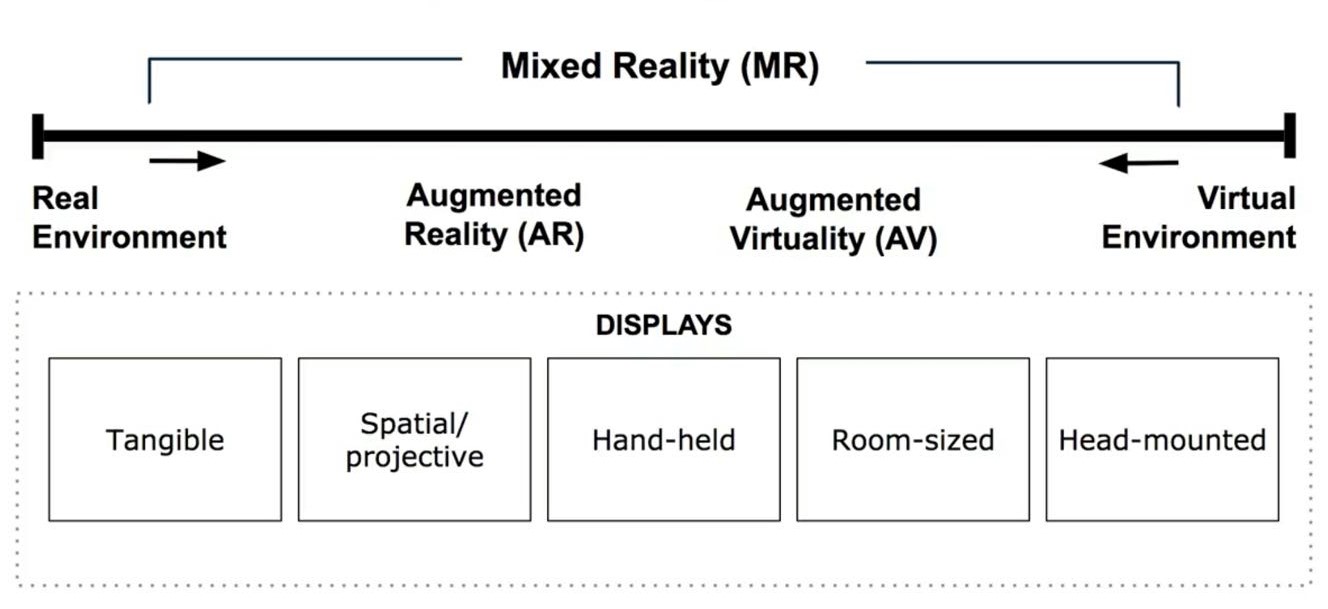 Mixed Reality (MR)
Real
Environment
Augmented
Reality (AR)
Augmented
Virtuality (AV)
Virtual
Environment
DISPLAYS
Tangible
Spatial/
projective
Hand-held
Room-sized
Head-mounted